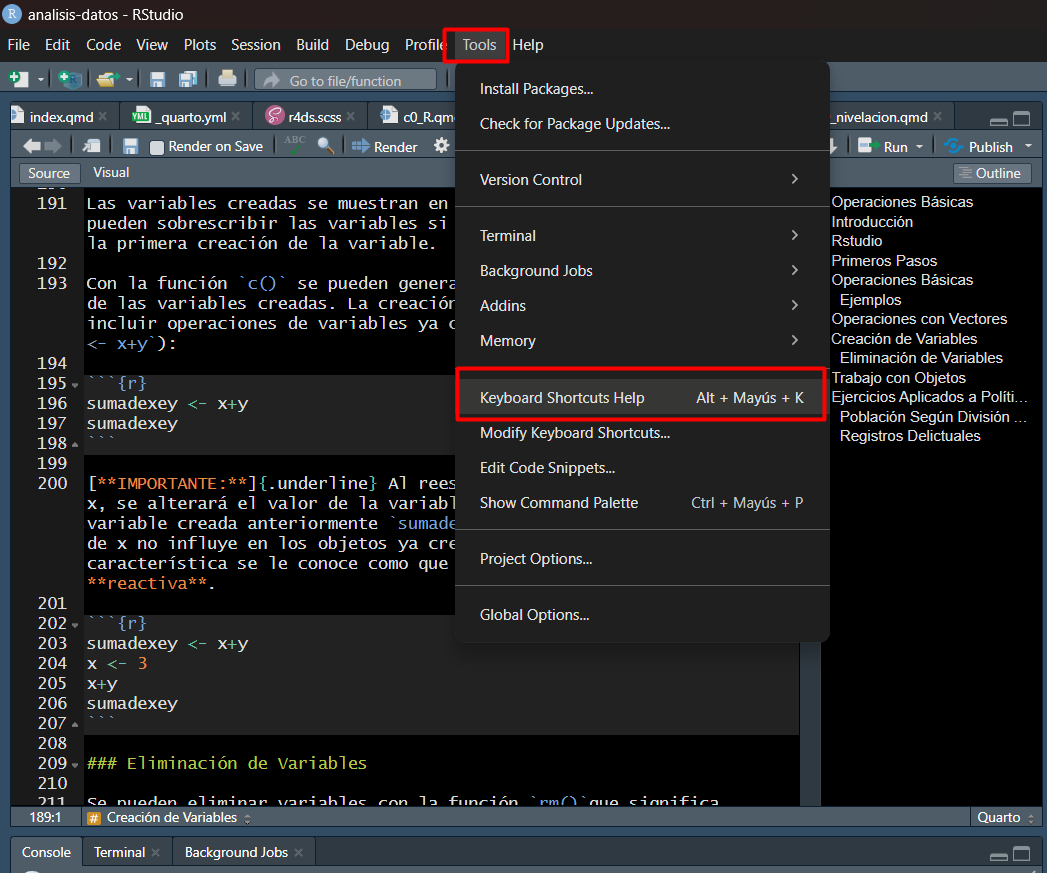 analisis-datos - RStudio
File Edit Code View Plots Session Build Debug Profile Tools Help
Go to file/function
index.qmd
_quarto.yml
r4ds.scss
c0_R.qm
_nivelacion.qmd
Render on Save
ABC
Render
Run
Publish
Source
Visual
Outline
191 Las variables creadas se muestran en
pueden sobrescribir las variables si
la primera creación de la variable.
192
193 Con la función `c()` se pueden genera
de las variables creadas. La creación
incluir operaciones de variables ya
<- x+y`):
194
195 ```{r}
196 sumadexey <- x+y
197 sumadexey
198 ```
199
200 [**IMPORTANTE:**]{.underline} Al rees
x, se alterará el valor de la variabl
variable creada anteriormente `sumade
de x no influye en los objetos ya cre
característica se le conoce como que
**reactiva**.
201
202 ```{r}
203 sumadexey <- x+y
204 x <- 3
205 x+y
206 sumadexey
207 ```
208
209 ### Eliminación de Variables
210
211 Se pueden eliminar variables con la función `rm()`que significa
Install Packages...
Check for Package Updates...
Version Control
Terminal
Background Jobs
Addins
Memory
Keyboard Shortcuts Help Alt + Mayús + K
Modify Keyboard Shortcuts...
Edit Code Snippets...
Show Command Palette Ctrl + Mayús + P
Project Options...
Global Options...
Operaciones Básicas
Introducción
Rstudio
Primeros Pasos
Operaciones Básicas
Ejemplos
Operaciones con Vectores
Creación de Variables
Eliminación de Variables
Trabajo con Objetos
Ejercicios Aplicados a Políti...
Población Según División ...
Registros Delictuales
189:1
# Creación de Variables
Quarto
Console
Terminal
Background Jobs